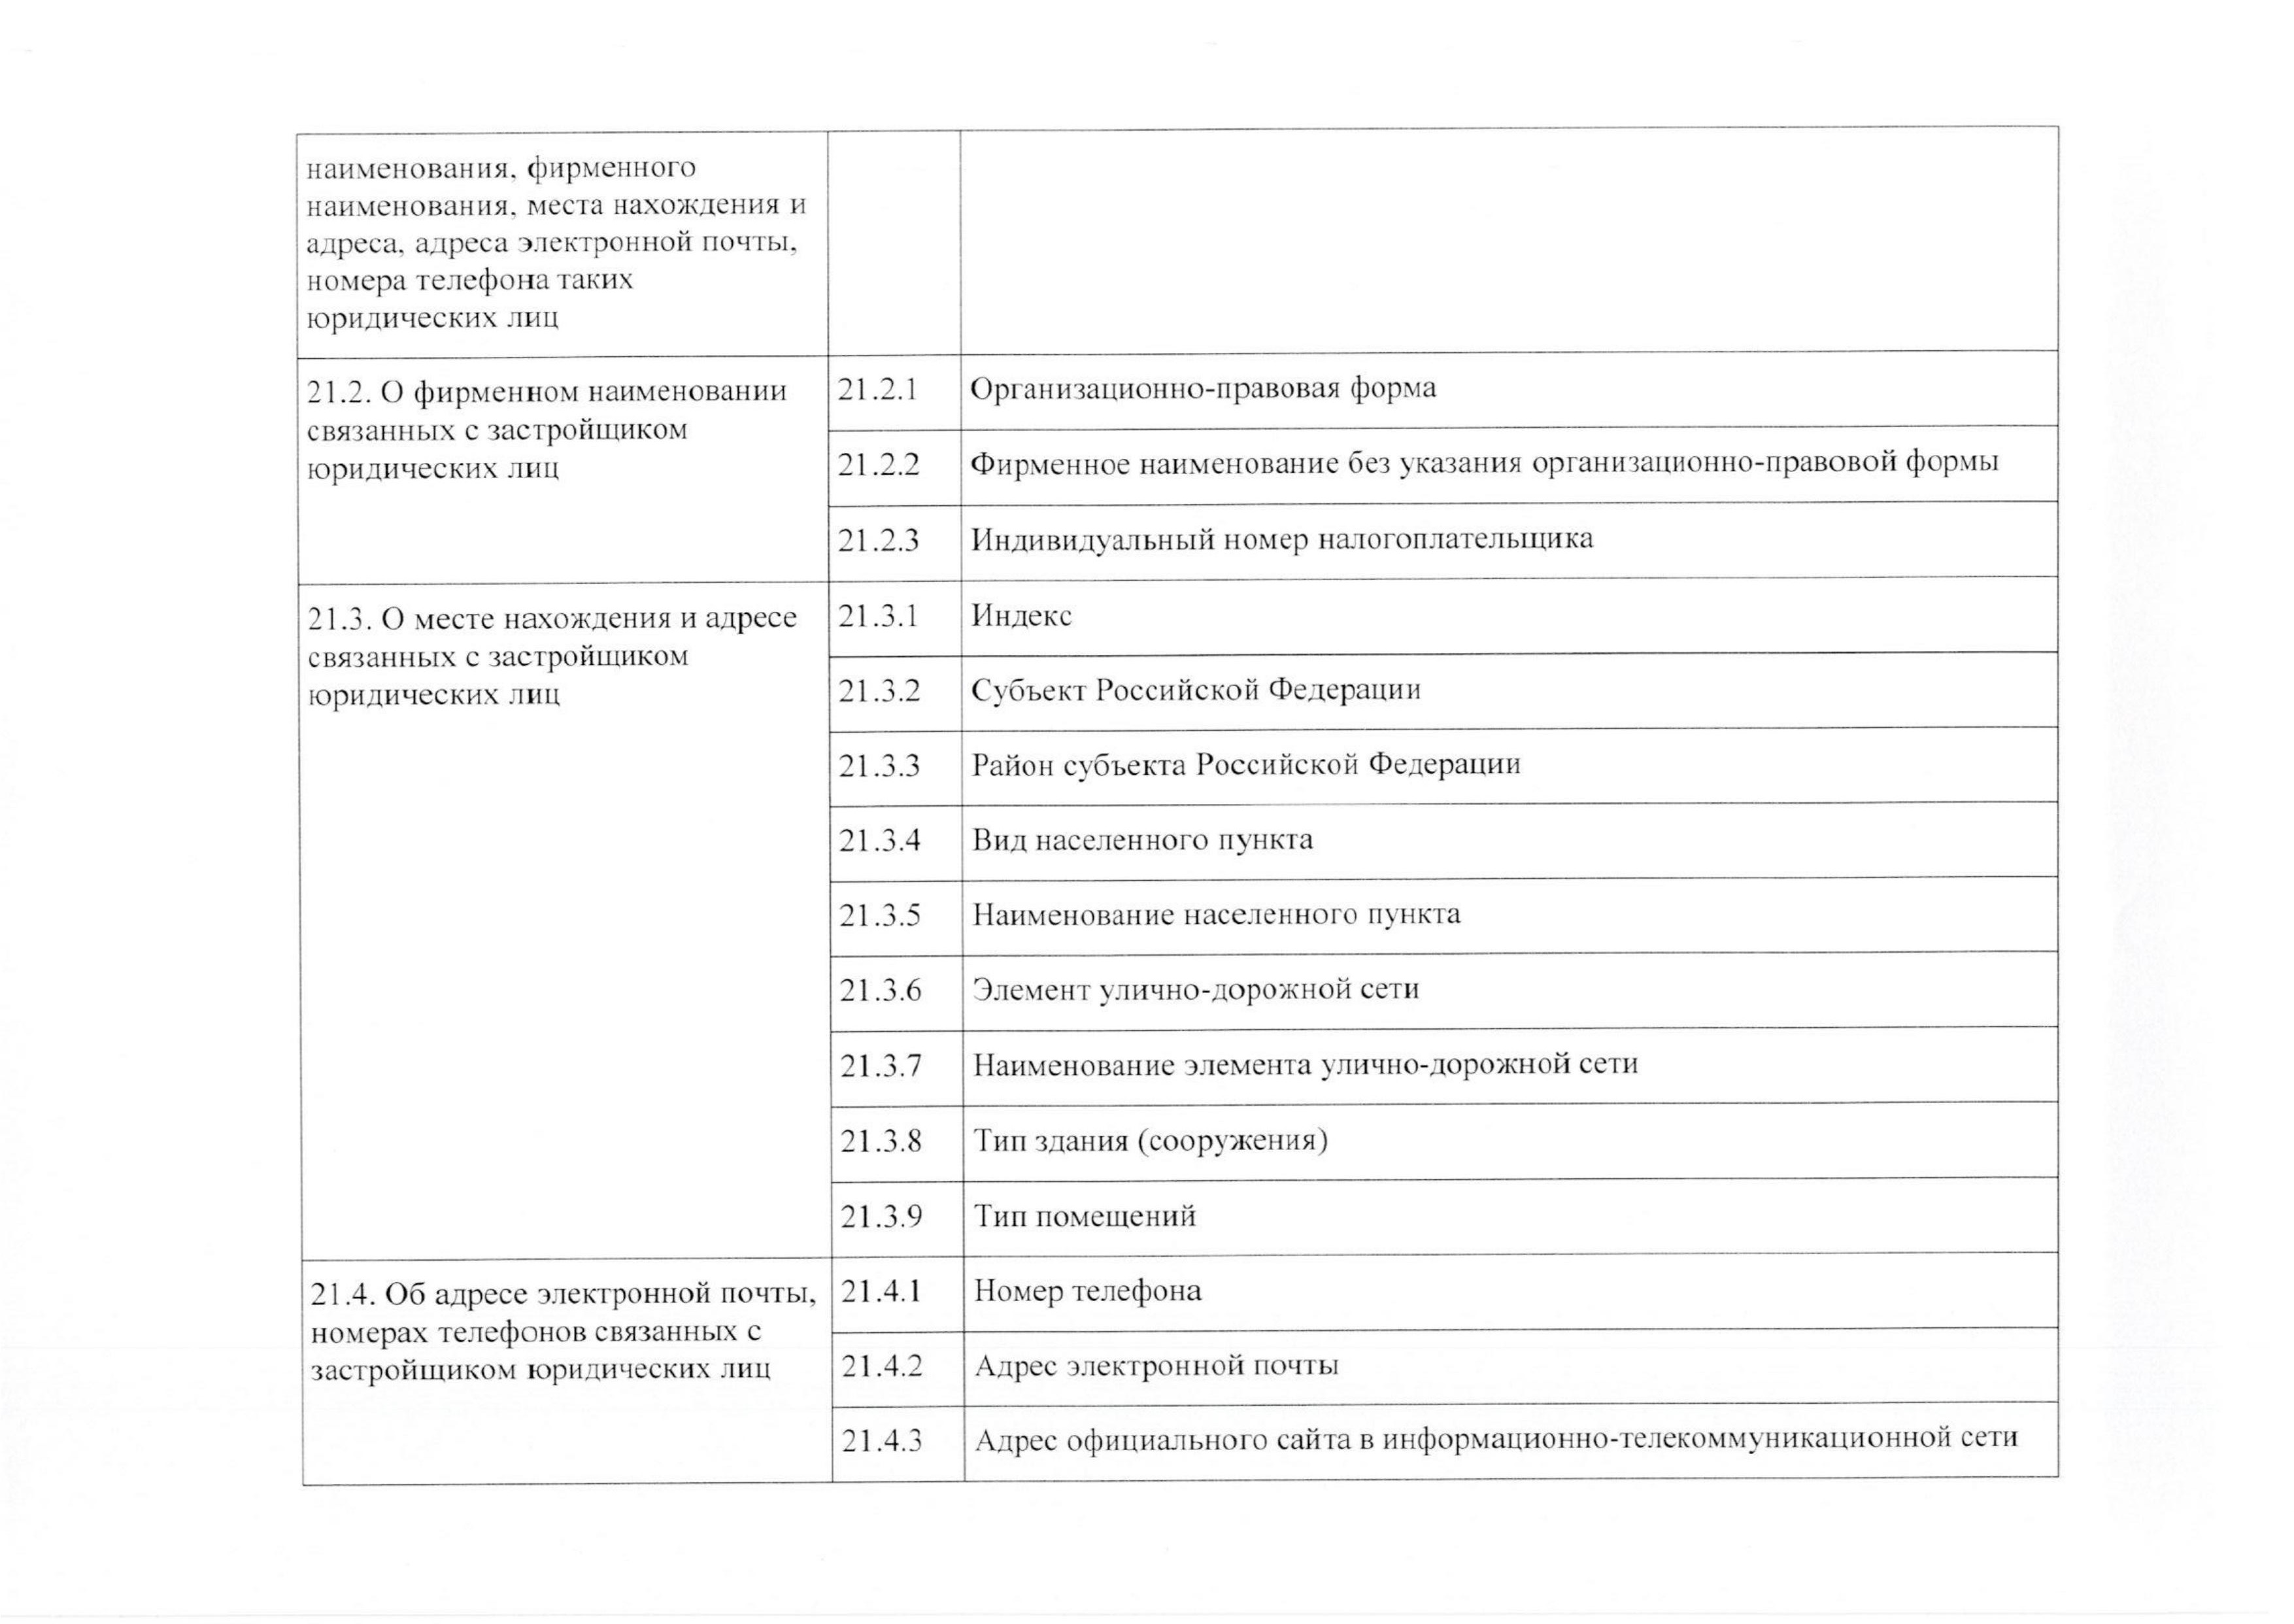 наименования, фирменного
наименования, места нахождения и
адреса, адреса электронной почты,
номера телефона таких
юридических лиц
21.2. О фирменном наименовании
связанных с застройщиком
юридических лиц
21.2.1 Организационно-правовая форма
21.2.2 Фирменное наименование без указания организационно-правовой формы
21.2.3 Индивидуальный номер налогоплательщика
21.3. О месте нахождения и адресе
связанных с застройщиком
юридических лиц
21.3.1 Индекс
21.3.2 Субъект Российской Федерации
21.3.3 Район субъекта Российской Федерации
21.3.4 Вид населенного пункта
21.3.5 Наименование населенного пункта
21.3.6 Элемент улично-дорожной сети
21.3.7 Наименование элемента улично-дорожной сети
21.3.8 Тип здания (сооружения)
21.3.9 Тип помещений
21.4. Об адресе электронной почты,
номерах телефонов связанных с
застройщиком юридических лиц
21.4.1 Номер телефона
21.4.2 Адрес электронной почты
21.4.3 Адрес официального сайта в информационно-телекоммуникационной сети